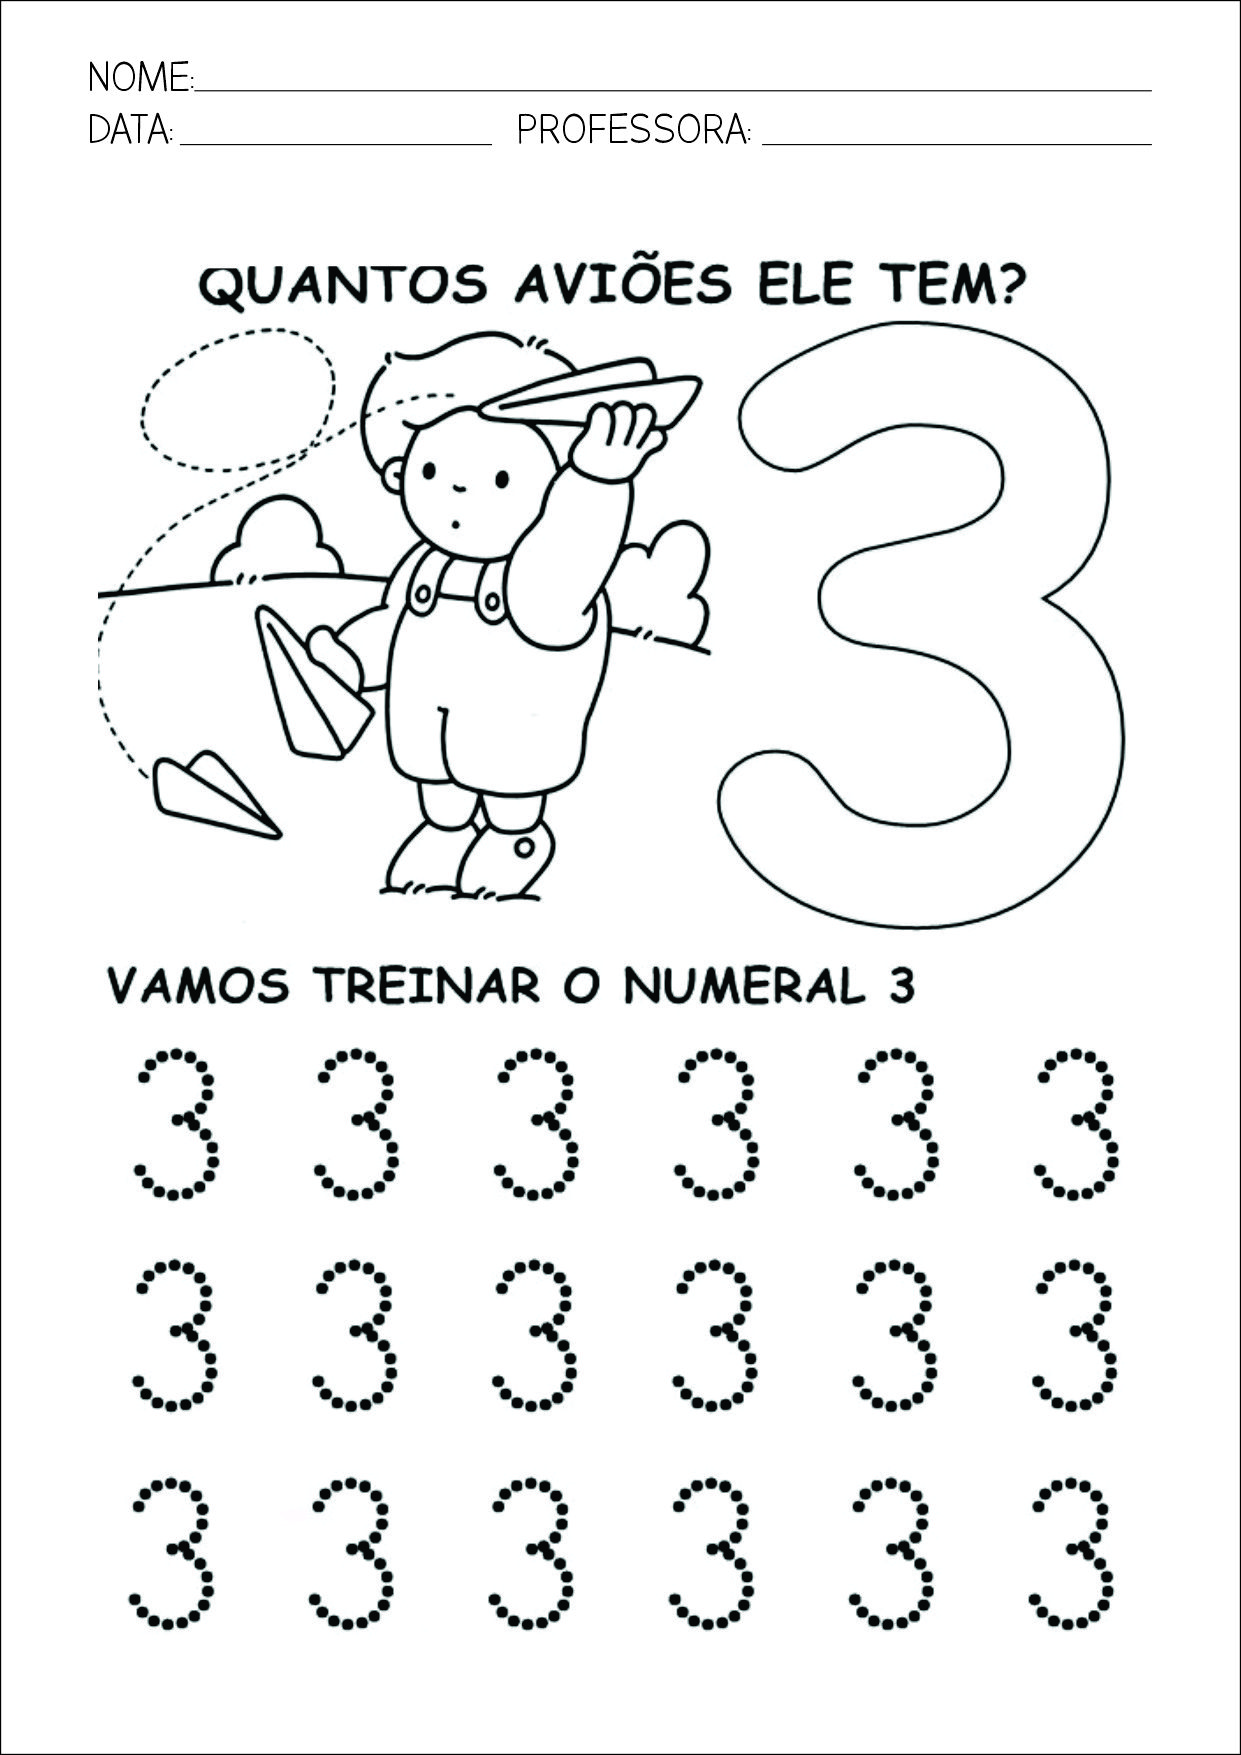 NOME:
DATA: PROFESSORA:
QUANTOS AVIÕES ELE TEM?
3
VAMOS TREINAR O NUMERAL 3
3 3 3 3 3 3
3 3 3 3 3 3
3 3 3 3 3 3